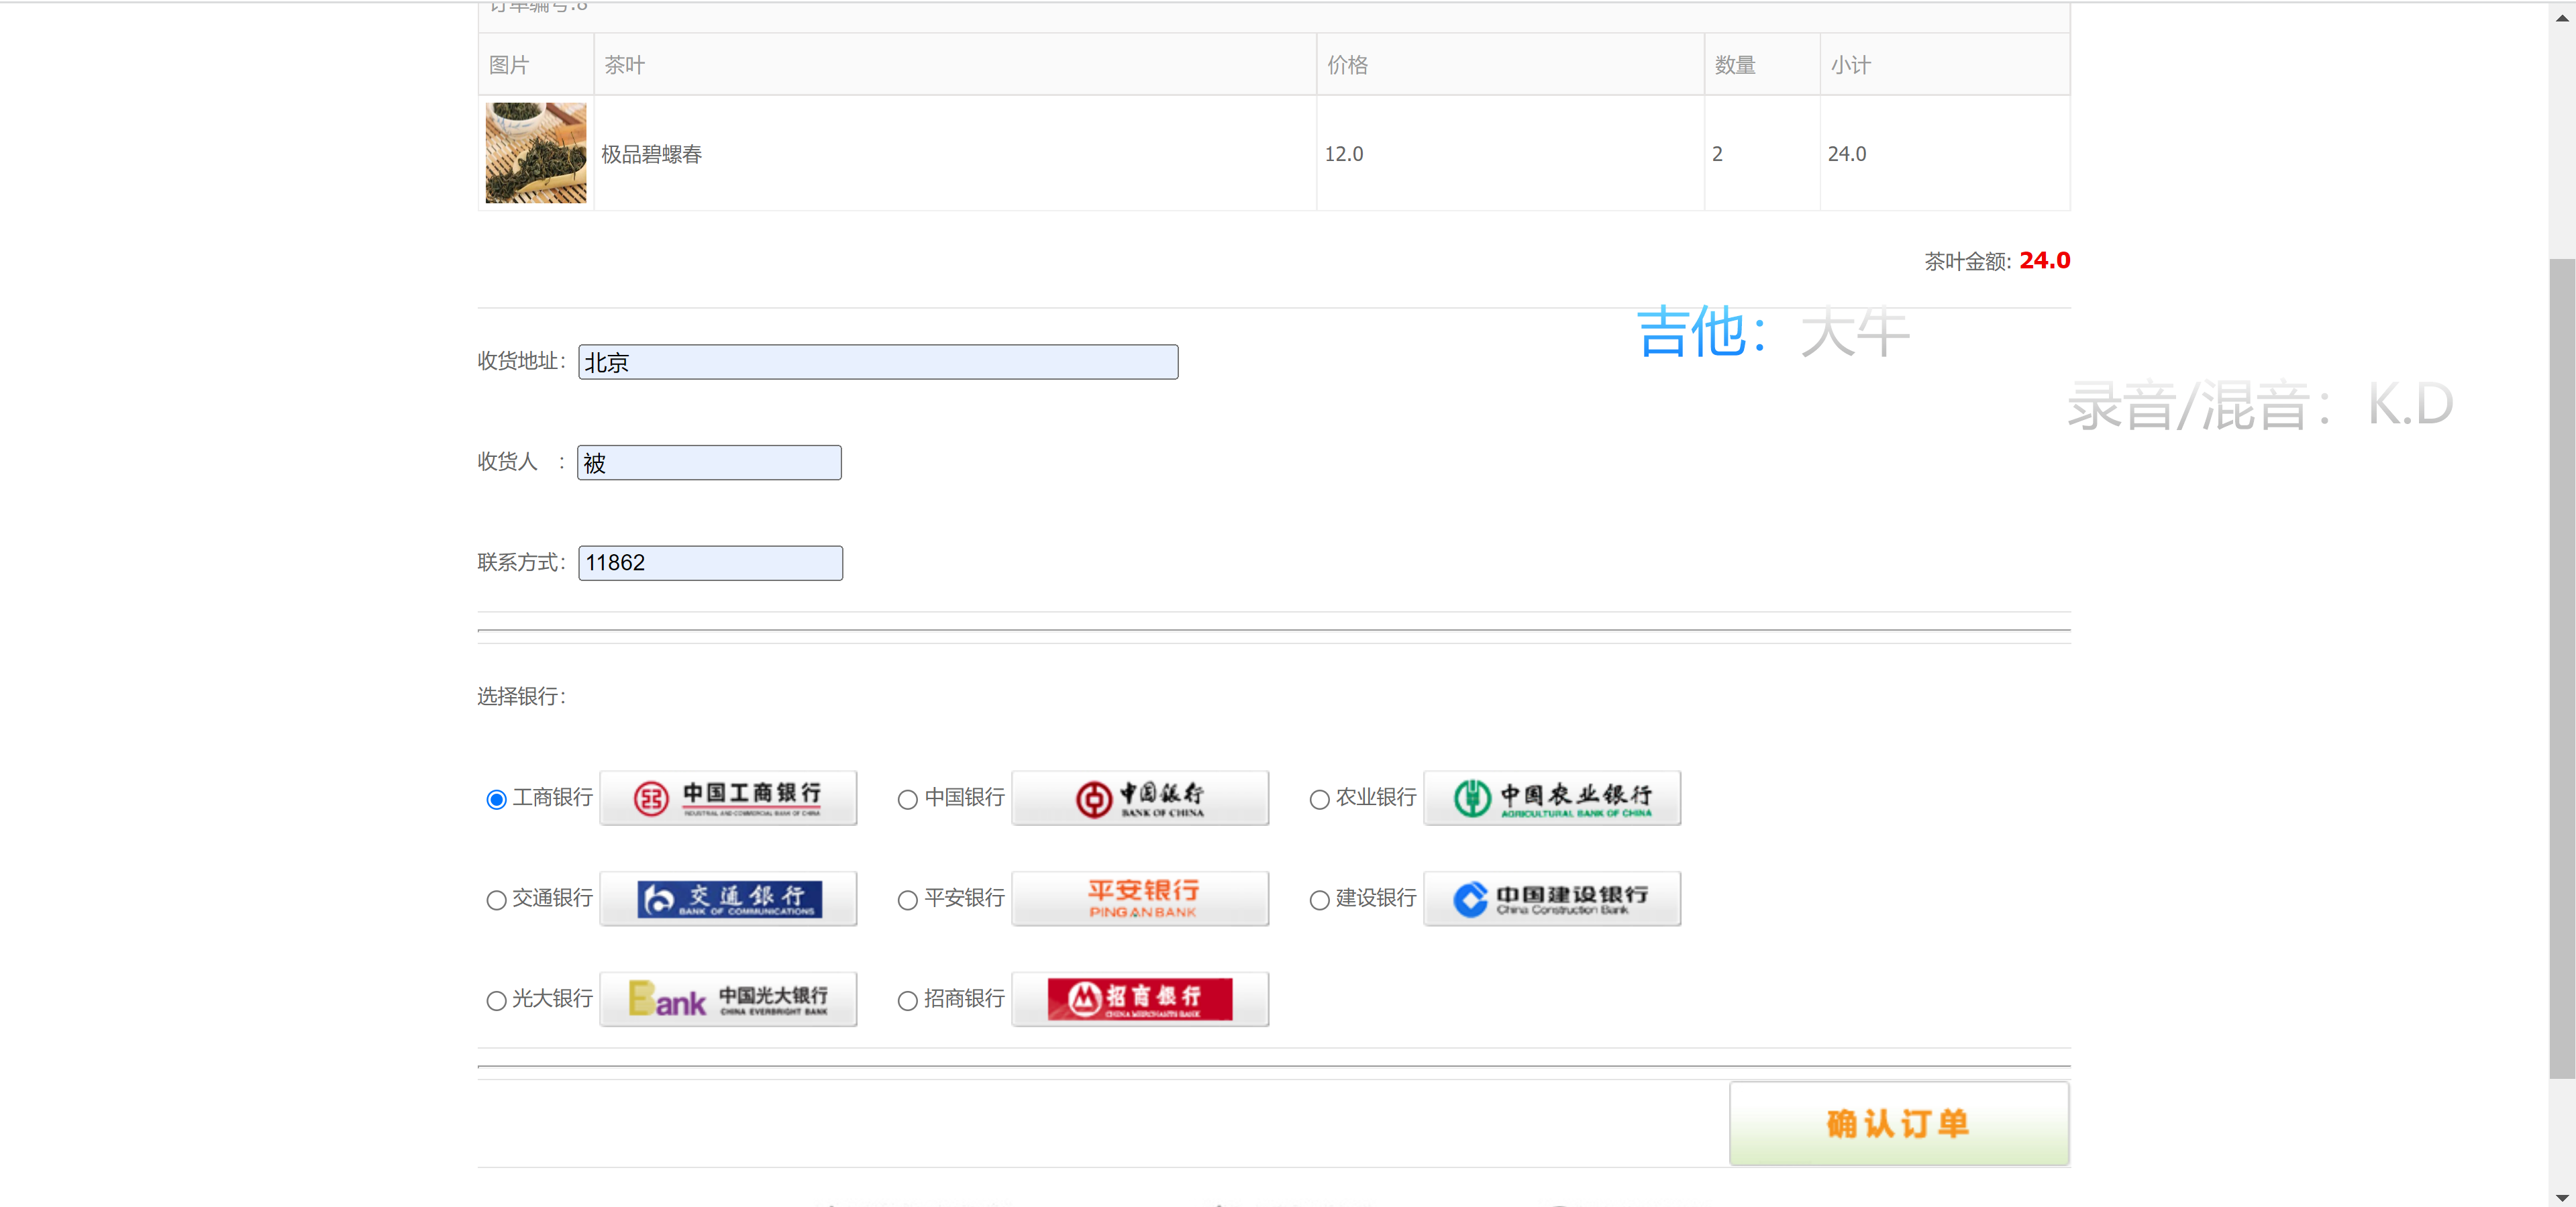 订单编号:8
图片 茶叶 价格 数量 小计
极品碧螺春 12.0 2 24.0
茶叶金额: 24.0
吉他：大牛
收货地址： 北京
录音/混音：K.D
收货人 ： 被
联系方式： 11862
选择银行：
工商银行 中国工商银行 INDUSTRIAL AND COMMERCIAL BANK OF CHINA 中国银行 中国银行 BANK OF CHINA 农业银行 中国农业银行 AGRICULTURAL BANK OF CHINA
交通银行 交通銀行 BANK OF COMMUNICATIONS 平安银行 平安银行 PING AN BANK 建设银行 中国建设银行 China Construction Bank
光大银行 Bank 中国光大银行 CHINA EVERBRIGHT BANK 招商银行 招商銀行 CHINA MERCHANTS BANK
确认订单